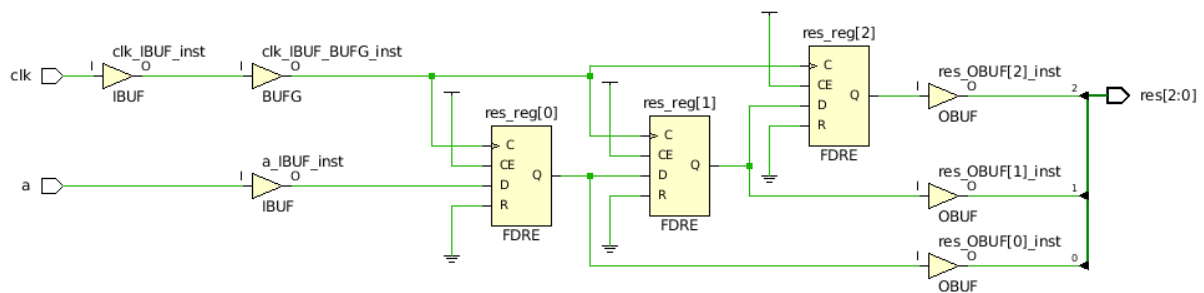 res_reg[2]
clk_IBUF_inst
clk_IBUF_BUFG_inst
C
res_OBUF[2]_inst
clk
I
O
I
O
CE
I
O
2
res[2:0]
IBUF
BUFG
res_reg[1]
D
Q
OBUF
res_reg[0]
R
C
FDRE
C
CE
a_IBUF_inst
CE
Q
D
Q
res_OBUF[1]_inst
a
I
O
D
R
I
O
1
IBUF
R
FDRE
OBUF
FDRE
res_OBUF[0]_inst
I
O
0
OBUF